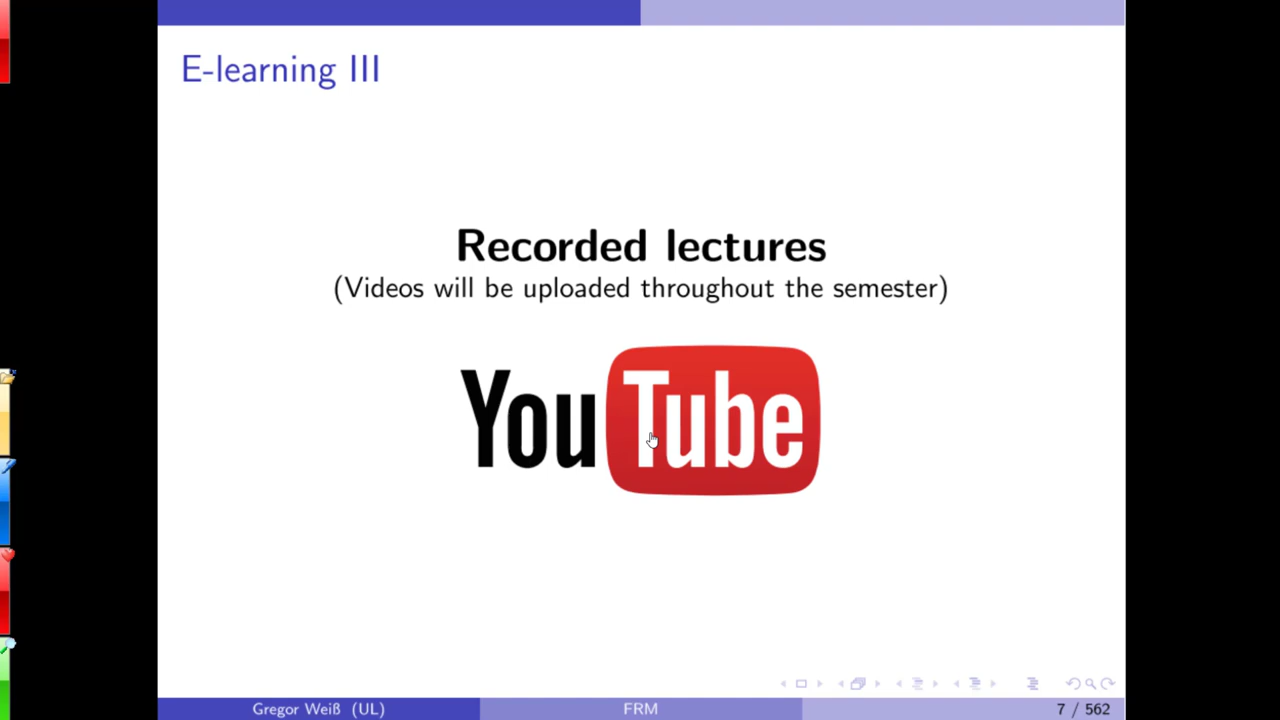 E-learning III
Recorded lectures
(Videos will be uploaded throughout the semester)
YouTube
Gregor Weiß (UL)
FRM
7 / 562